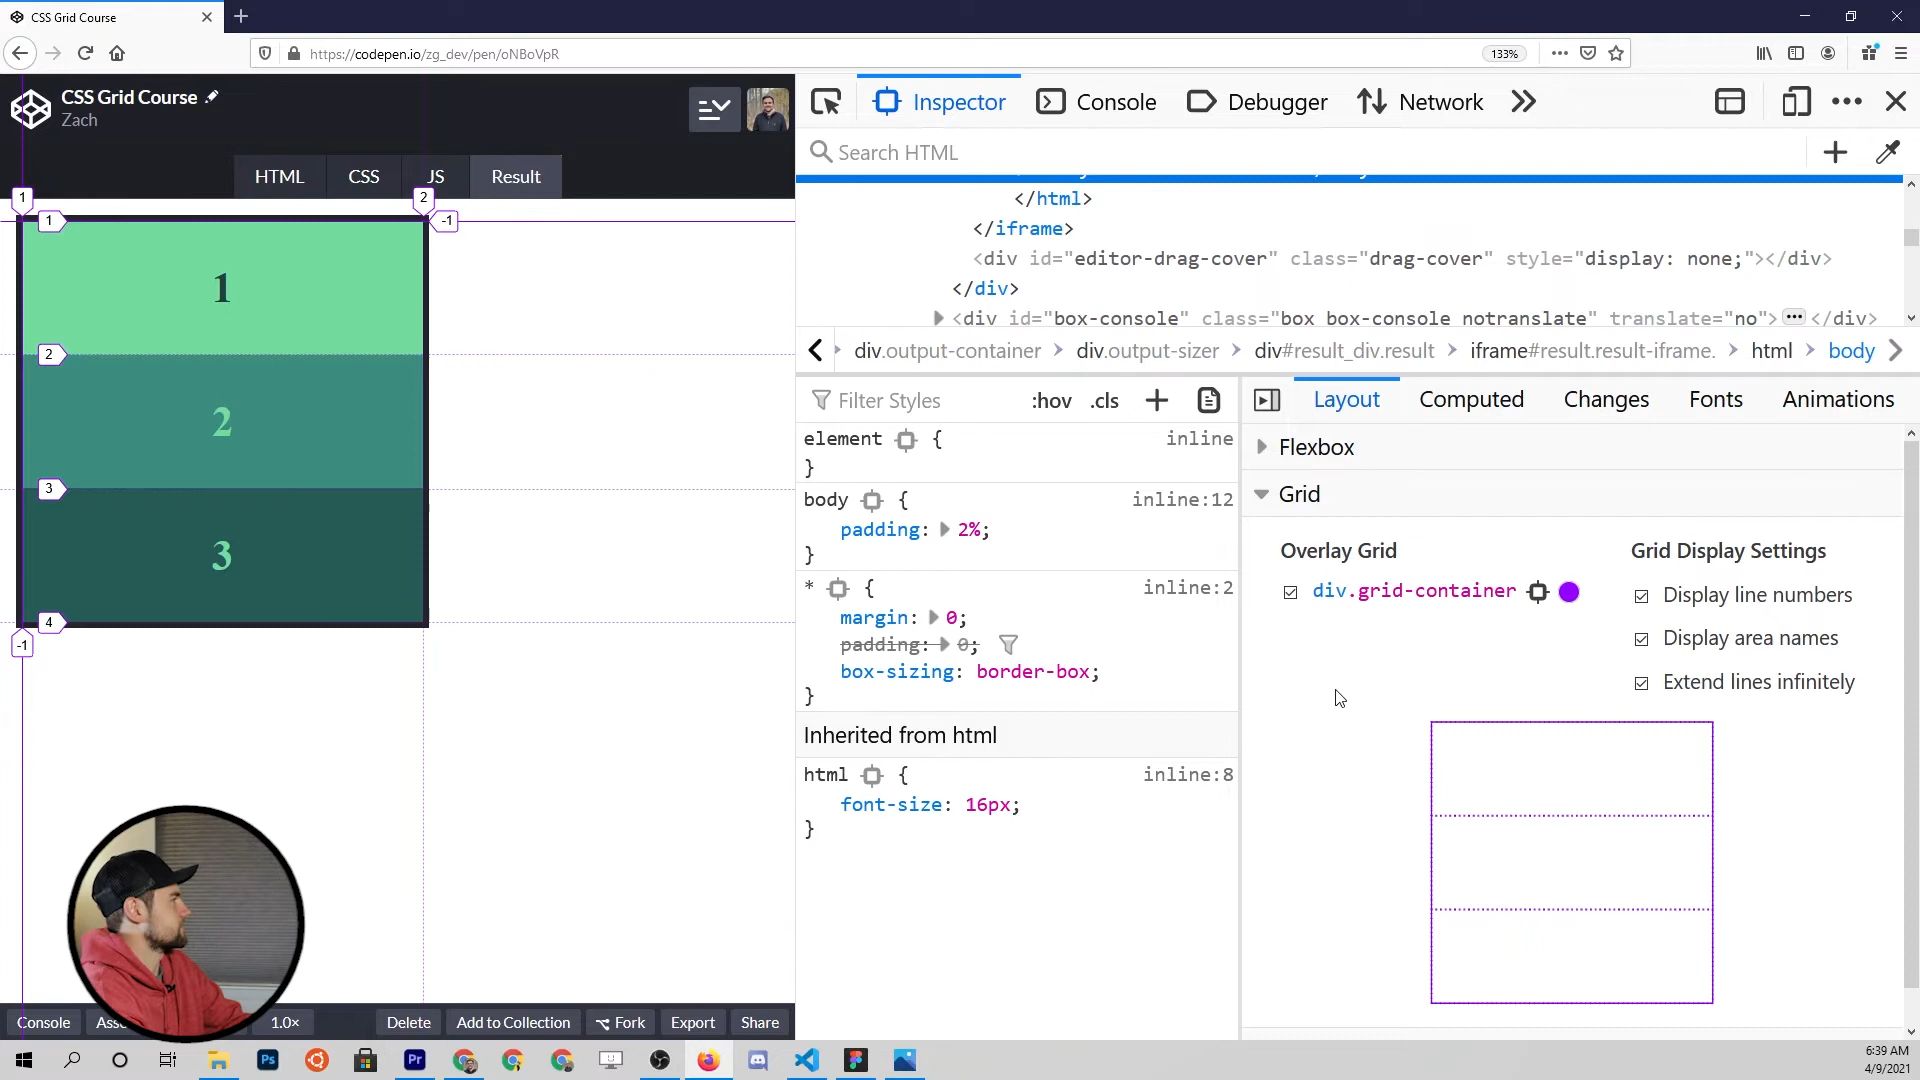 CSS Grid Course
https://codepen.io/zg_dev/pen/oNBoVpR
133%
CSS Grid Course
Zach
HTML CSS JS Result
1 2
1 -1
1
2
2
3
3
4
-1
Console Asse 1.0× Delete Add to Collection Fork Export Share
Inspector Console Debugger Network
Search HTML
</html>
</iframe>
<div id="editor-drag-cover" class="drag-cover" style="display: none;"></div>
</div>
<div id="box-console" class="box box-console notranslate" translate="no"> ••• </div>
div.output-container div.output-sizer div#result_div.result iframe#result.result-iframe. html body
Filter Styles :hov .cls
element { inline
}
body { inline:12
padding: 2%;
}
* { inline:2
margin: 0;
padding: 0;
box-sizing: border-box;
}
Inherited from html
html { inline:8
font-size: 16px;
}
Layout Computed Changes Fonts Animations
Flexbox
Grid
Overlay Grid
div.grid-container
Grid Display Settings
Display line numbers
Display area names
Extend lines infinitely
Ps Pr
6:39 AM
4/9/2021